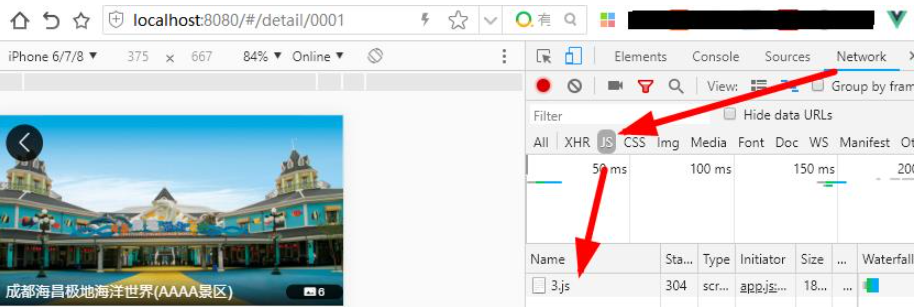 localhost:8080/#/detail/0001 有
iPhone 6/7/8 ▼ 375 × 667 84% ▼ Online ▼
Elements Console Sources Network
View: Group by fram
Filter Hide data URLs
All XHR JS CSS Img Media Font Doc WS Manifest Ot
50 ms 100 ms 150 ms 200
Name Sta... Type Initiator Size ... Waterfall
3.js 304 scr... app.js:... 18... ...
成都海昌极地海洋世界(AAAA景区) 6